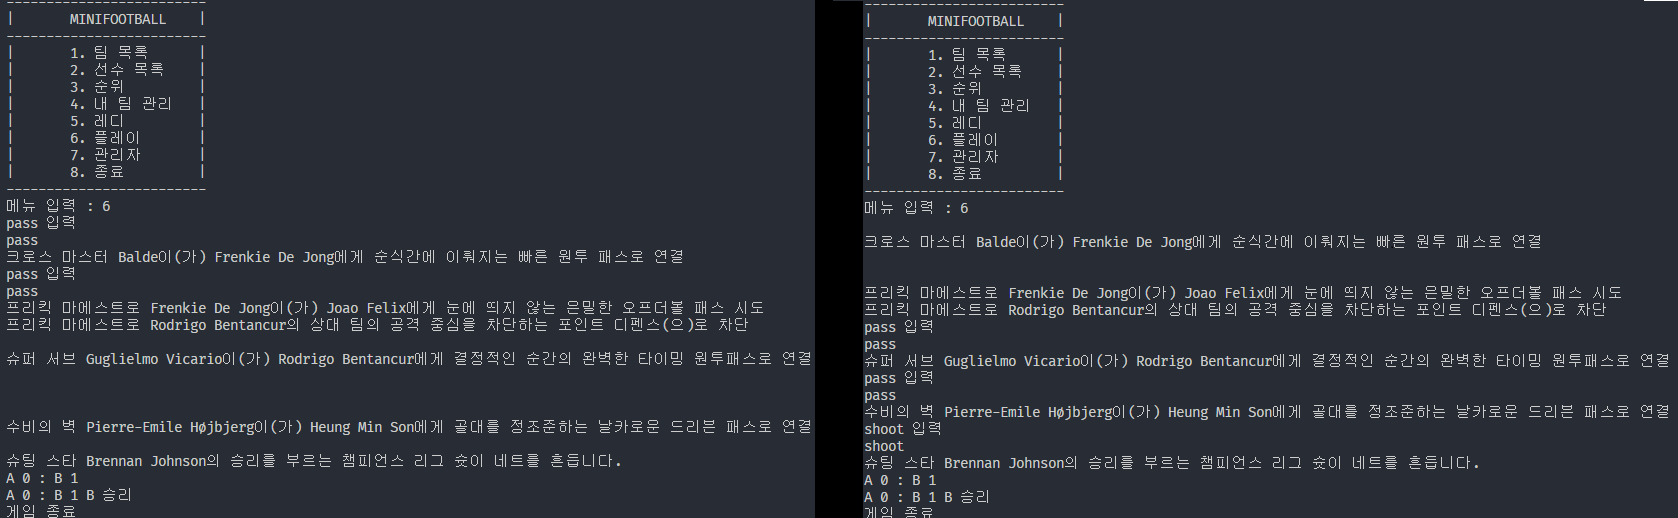 --------------------------
|       MINIFOOTBALL    |
--------------------------
|       1. 팀 목록       |
|       2. 선수 목록     |
|       3. 순위          |
|       4. 내 팀 관리    |
|       5. 레디          |
|       6. 플레이        |
|       7. 관리자        |
|       8. 종료          |
--------------------------
메뉴 입력 : 6
pass 입력
pass
크로스 마스터 Balde이(가) Frenkie De Jong에게 순식간에 이뤄지는 빠른 원투 패스로 연결
pass 입력
pass
프리킥 마에스트로 Frenkie De Jong이(가) Joao Felix에게 눈에 띄지 않는 은밀한 오프더볼 패스 시도
프리킥 마에스트로 Rodrigo Bentancur의 상대 팀의 공격 중심을 차단하는 포인트 디펜스(으)로 차단
슈퍼 서브 Guglielmo Vicario이(가) Rodrigo Bentancur에게 결정적인 순간의 완벽한 타이밍 원투패스로 연결
수비의 벽 Pierre-Emile Højbjerg이(가) Heung Min Son에게 골대를 정조준하는 날카로운 드리븐 패스로 연결
슈팅 스타 Brennan Johnson의 승리를 부르는 챔피언스 리그 슛이 네트를 흔듭니다.
A 0 : B 1
A 0 : B 1 B 승리
게임 종료
--------------------------
|       MINIFOOTBALL    |
--------------------------
|       1. 팀 목록       |
|       2. 선수 목록     |
|       3. 순위          |
|       4. 내 팀 관리    |
|       5. 레디          |
|       6. 플레이        |
|       7. 관리자        |
|       8. 종료          |
--------------------------
메뉴 입력 : 6
크로스 마스터 Balde이(가) Frenkie De Jong에게 순식간에 이뤄지는 빠른 원투 패스로 연결
프리킥 마에스트로 Frenkie De Jong이(가) Joao Felix에게 눈에 띄지 않는 은밀한 오프더볼 패스 시도
프리킥 마에스트로 Rodrigo Bentancur의 상대 팀의 공격 중심을 차단하는 포인트 디펜스(으)로 차단
pass 입력
pass
슈퍼 서브 Guglielmo Vicario이(가) Rodrigo Bentancur에게 결정적인 순간의 완벽한 타이밍 원투패스로 연결
pass 입력
pass
수비의 벽 Pierre-Emile Højbjerg이(가) Heung Min Son에게 골대를 정조준하는 날카로운 드리븐 패스로 연결
shoot 입력
shoot
슈팅 스타 Brennan Johnson의 승리를 부르는 챔피언스 리그 슛이 네트를 흔듭니다.
A 0 : B 1
A 0 : B 1 B 승리
게임 종료